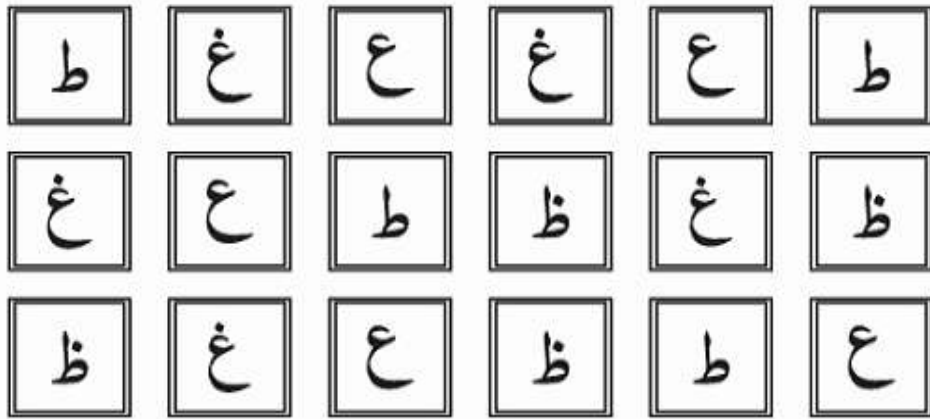 ط ع غ ع غ ط
ظ غ ظ ط ع غ
ع ط ظ ع غ ظ